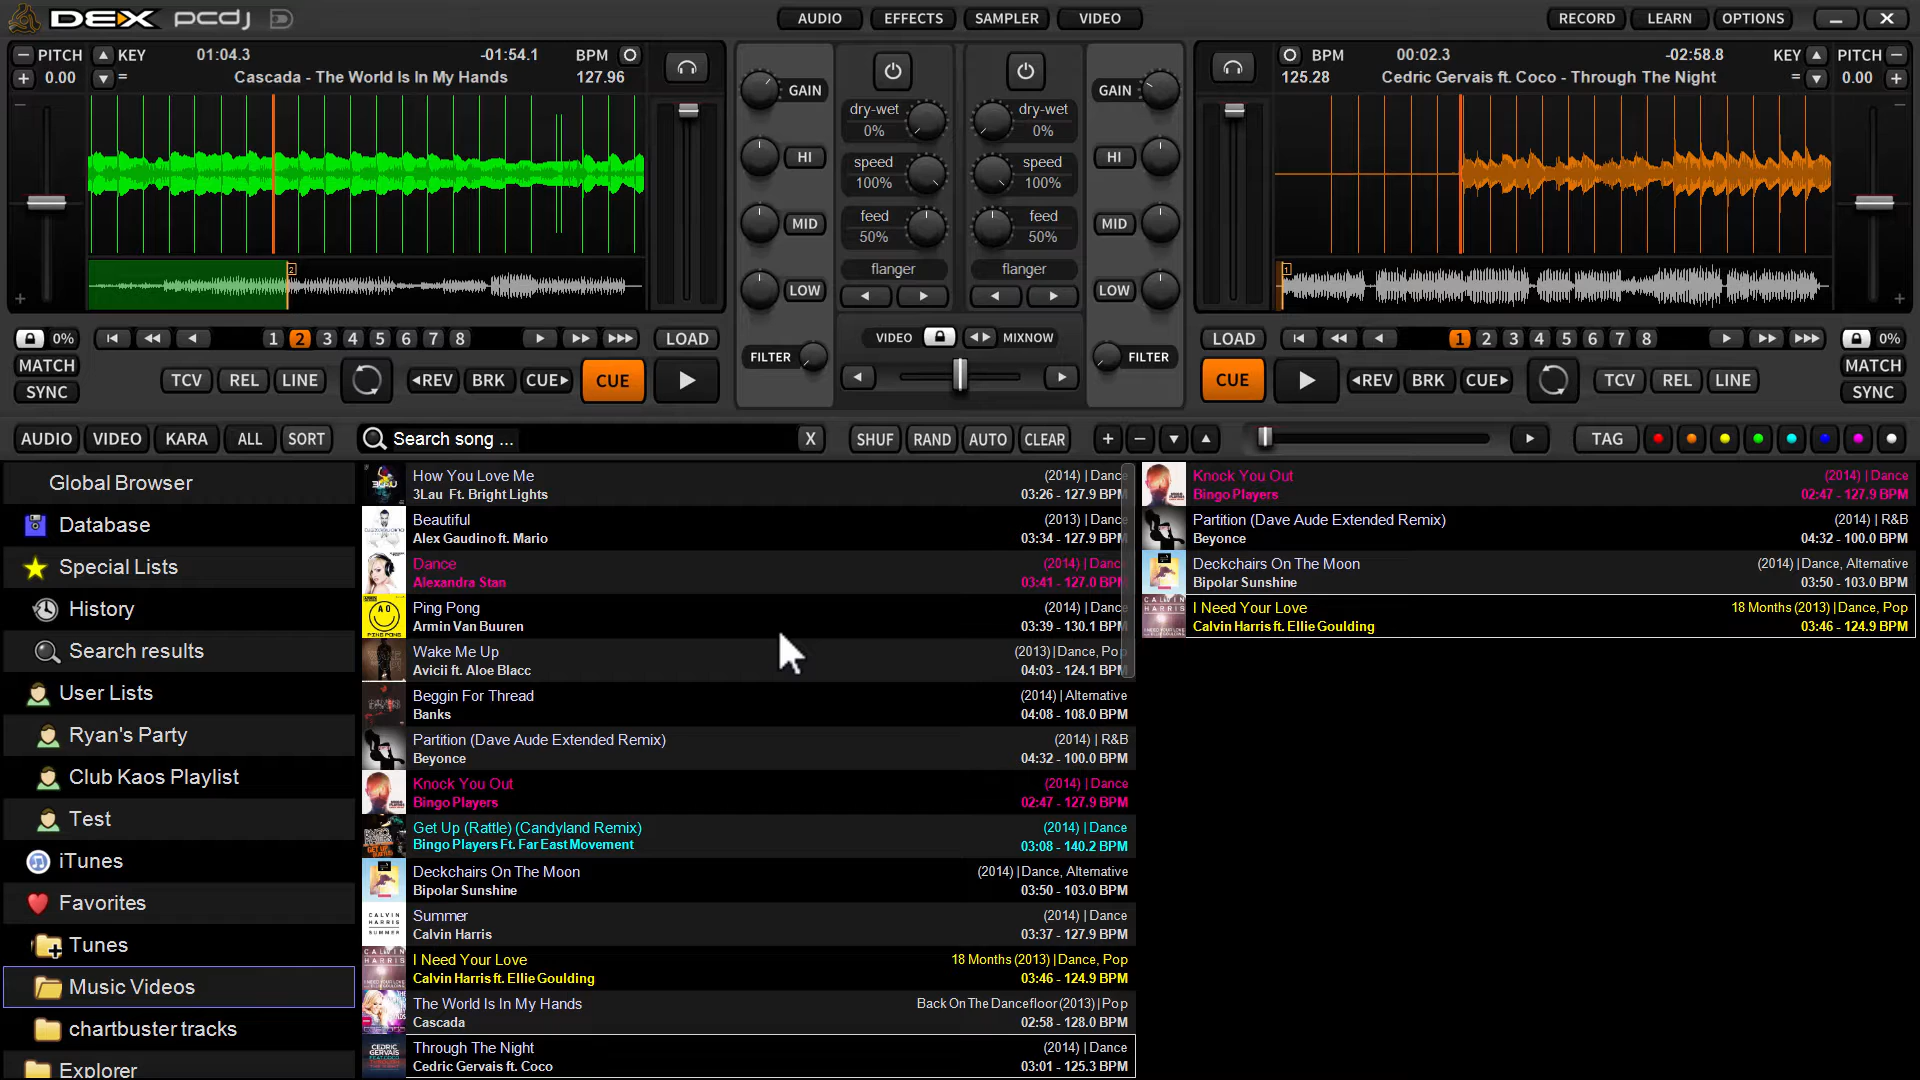 DEX pcdj
AUDIO EFFECTS SAMPLER VIDEO
RECORD LEARN OPTIONS
PITCH KEY 01:04.3 -01:54.1 BPM
0.00 = Cascada - The World Is In My Hands 127.96
GAIN
HI
MID
LOW
FILTER
dry-wet
0%
speed
100%
feed
50%
flanger
dry-wet
0%
speed
100%
feed
50%
flanger
VIDEO MIXNOW
GAIN
HI
MID
LOW
FILTER
BPM 00:02.3 -02:58.8 KEY PITCH
125.28 Cedric Gervais ft. Coco - Through The Night = 0.00
2
1
0% 1 2 3 4 5 6 7 8 LOAD
MATCH
SYNC
TCV REL LINE REV BRK CUE CUE
LOAD 1 2 3 4 5 6 7 8 0%
MATCH
SYNC
CUE REV BRK CUE TCV REL LINE
AUDIO VIDEO KARA ALL SORT Search song ... X SHUF RAND AUTO CLEAR + − TAG
Global Browser
Database
Special Lists
History
Search results
User Lists
Ryan's Party
Club Kaos Playlist
Test
iTunes
Favorites
Tunes
Music Videos
chartbuster tracks
Explorer
How You Love Me (2014) | Dance
3Lau Ft. Bright Lights 03:26 - 127.9 BPM
Beautiful (2013) | Dance
Alex Gaudino ft. Mario 03:34 - 127.9 BPM
Dance (2014) | Dance
Alexandra Stan 03:41 - 127.0 BPM
Ping Pong (2014) | Dance
Armin Van Buuren 03:39 - 130.1 BPM
Wake Me Up (2013) | Dance, Pop
Avicii ft. Aloe Blacc 04:03 - 124.1 BPM
Beggin For Thread (2014) | Alternative
Banks 04:08 - 108.0 BPM
Partition (Dave Aude Extended Remix) (2014) | R&B
Beyonce 04:32 - 100.0 BPM
Knock You Out (2014) | Dance
Bingo Players 02:47 - 127.9 BPM
Get Up (Rattle) (Candyland Remix) (2014) | Dance
Bingo Players Ft. Far East Movement 03:08 - 140.2 BPM
Deckchairs On The Moon (2014) | Dance, Alternative
Bipolar Sunshine 03:50 - 103.0 BPM
Summer (2014) | Dance
Calvin Harris 03:37 - 127.9 BPM
I Need Your Love 18 Months (2013) | Dance, Pop
Calvin Harris ft. Ellie Goulding 03:46 - 124.9 BPM
The World Is In My Hands Back On The Dancefloor (2013) | Pop
Cascada 02:58 - 128.0 BPM
Through The Night (2014) | Dance
Cedric Gervais ft. Coco 03:01 - 125.3 BPM
Knock You Out (2014) | Dance
Bingo Players 02:47 - 127.9 BPM
Partition (Dave Aude Extended Remix) (2014) | R&B
Beyonce 04:32 - 100.0 BPM
Deckchairs On The Moon (2014) | Dance, Alternative
Bipolar Sunshine 03:50 - 103.0 BPM
I Need Your Love 18 Months (2013) | Dance, Pop
Calvin Harris ft. Ellie Goulding 03:46 - 124.9 BPM